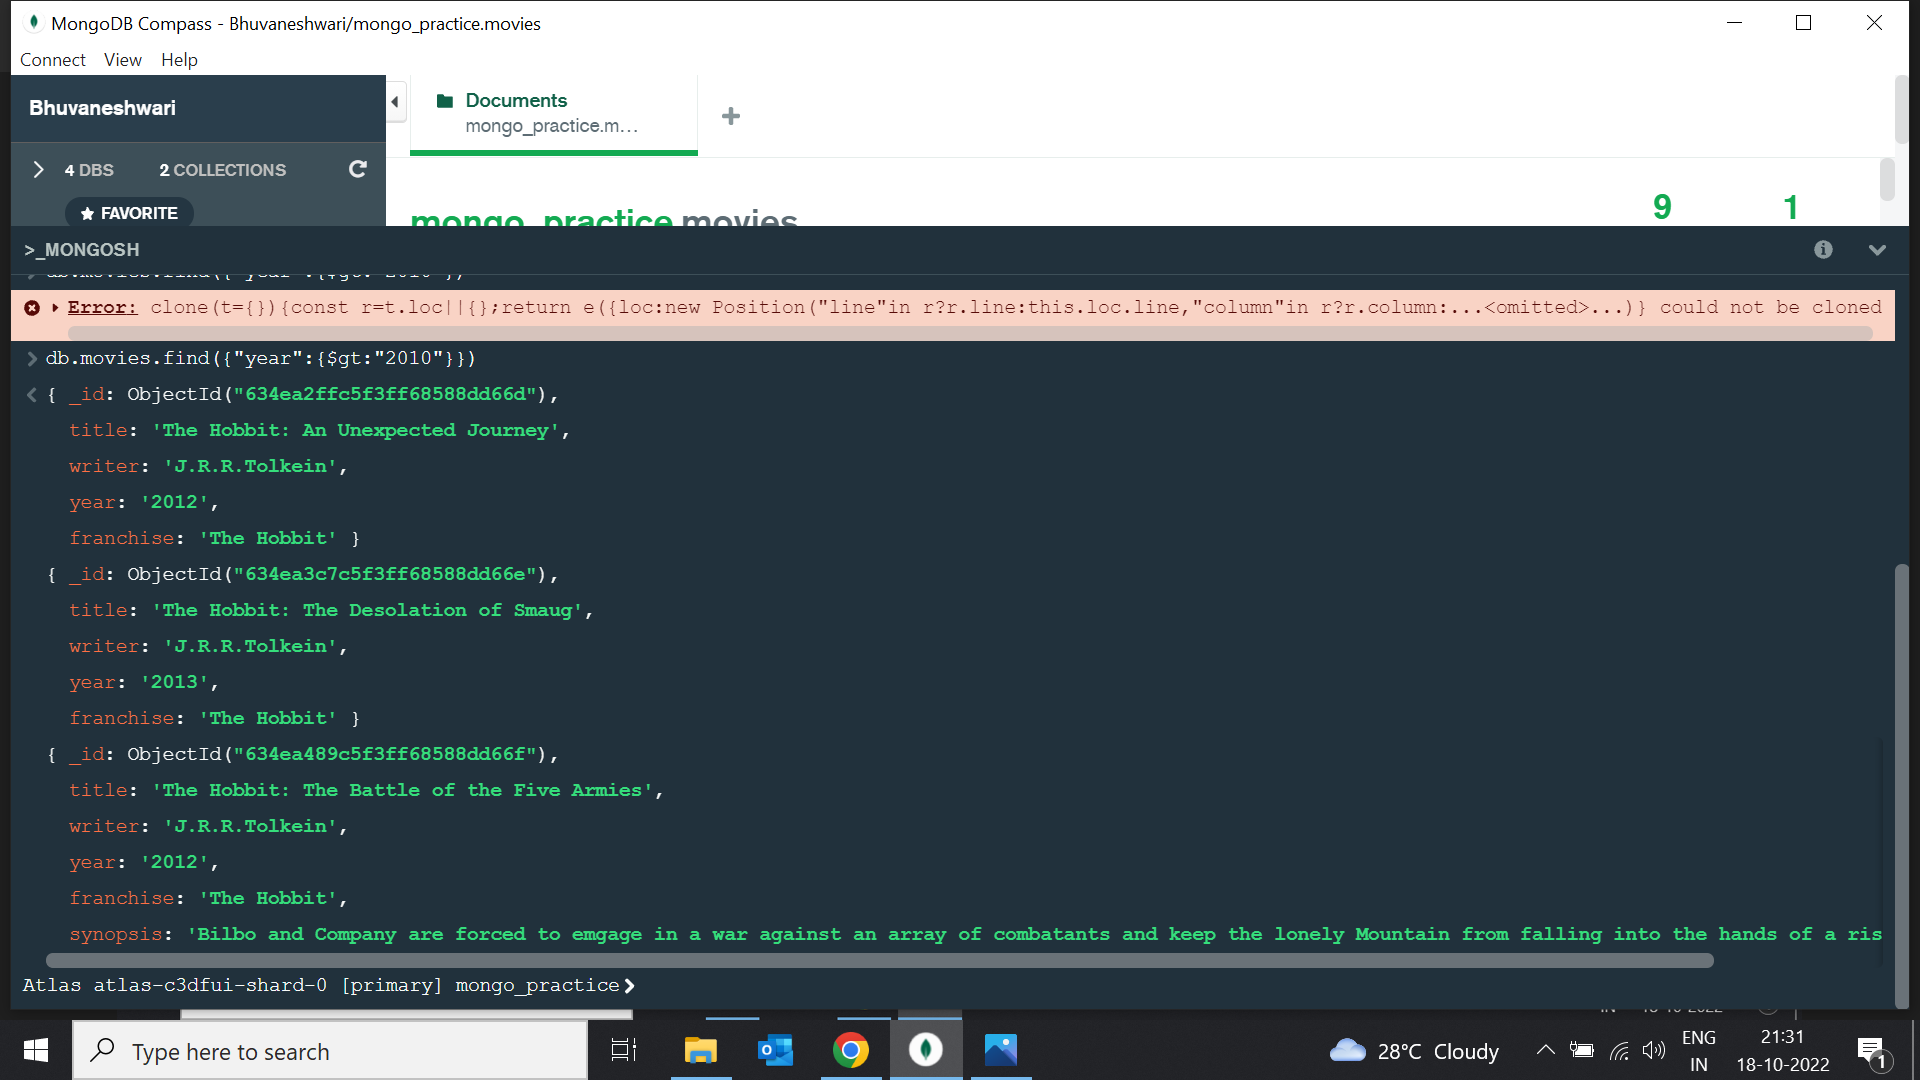 MongoDB Compass - Bhuvaneshwari/mongo_practice.movies
Connect View Help
Bhuvaneshwari
Documents
mongo_practice.m...
4 DBS 2 COLLECTIONS
FAVORITE
mongo_practice.movies
9 1
>_MONGOSH
Error: clone(t={}){const r=t.loc||{};return e({loc:new Position("line"in r?r.line:this.loc.line,"column"in r?r.column:...<omitted>...)} could not be cloned
db.movies.find({"year":{$gt:"2010"}})
{ _id: ObjectId("634ea2ffc5f3ff68588dd66d"),
title: 'The Hobbit: An Unexpected Journey',
writer: 'J.R.R.Tolkein',
year: '2012',
franchise: 'The Hobbit' }
{ _id: ObjectId("634ea3c7c5f3ff68588dd66e"),
title: 'The Hobbit: The Desolation of Smaug',
writer: 'J.R.R.Tolkein',
year: '2013',
franchise: 'The Hobbit' }
{ _id: ObjectId("634ea489c5f3ff68588dd66f"),
title: 'The Hobbit: The Battle of the Five Armies',
writer: 'J.R.R.Tolkein',
year: '2012',
franchise: 'The Hobbit',
synopsis: 'Bilbo and Company are forced to emgage in a war against an array of combatants and keep the lonely Mountain from falling into the hands of a ris
Atlas atlas-c3dfui-shard-0 [primary] mongo_practice>
Type here to search
28°C Cloudy
ENG
IN
21:31
18-10-2022
1